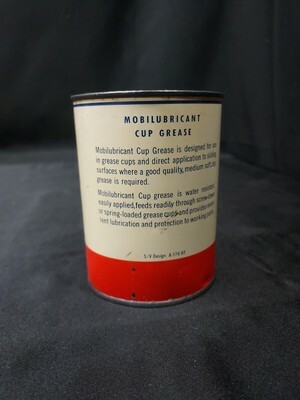 MOBILUBRICANT
CUP GREASE
Mobilubricant Cup Grease is designed for use
in grease cups and direct application to sliding
surfaces where a good quality, medium soft
grease is required.
Mobilubricant Cup grease is water resistant,
easily applied, feeds readily through screw-down
or spring-loaded grease cups and provides
lubrication and protection to working parts.
S/V Design